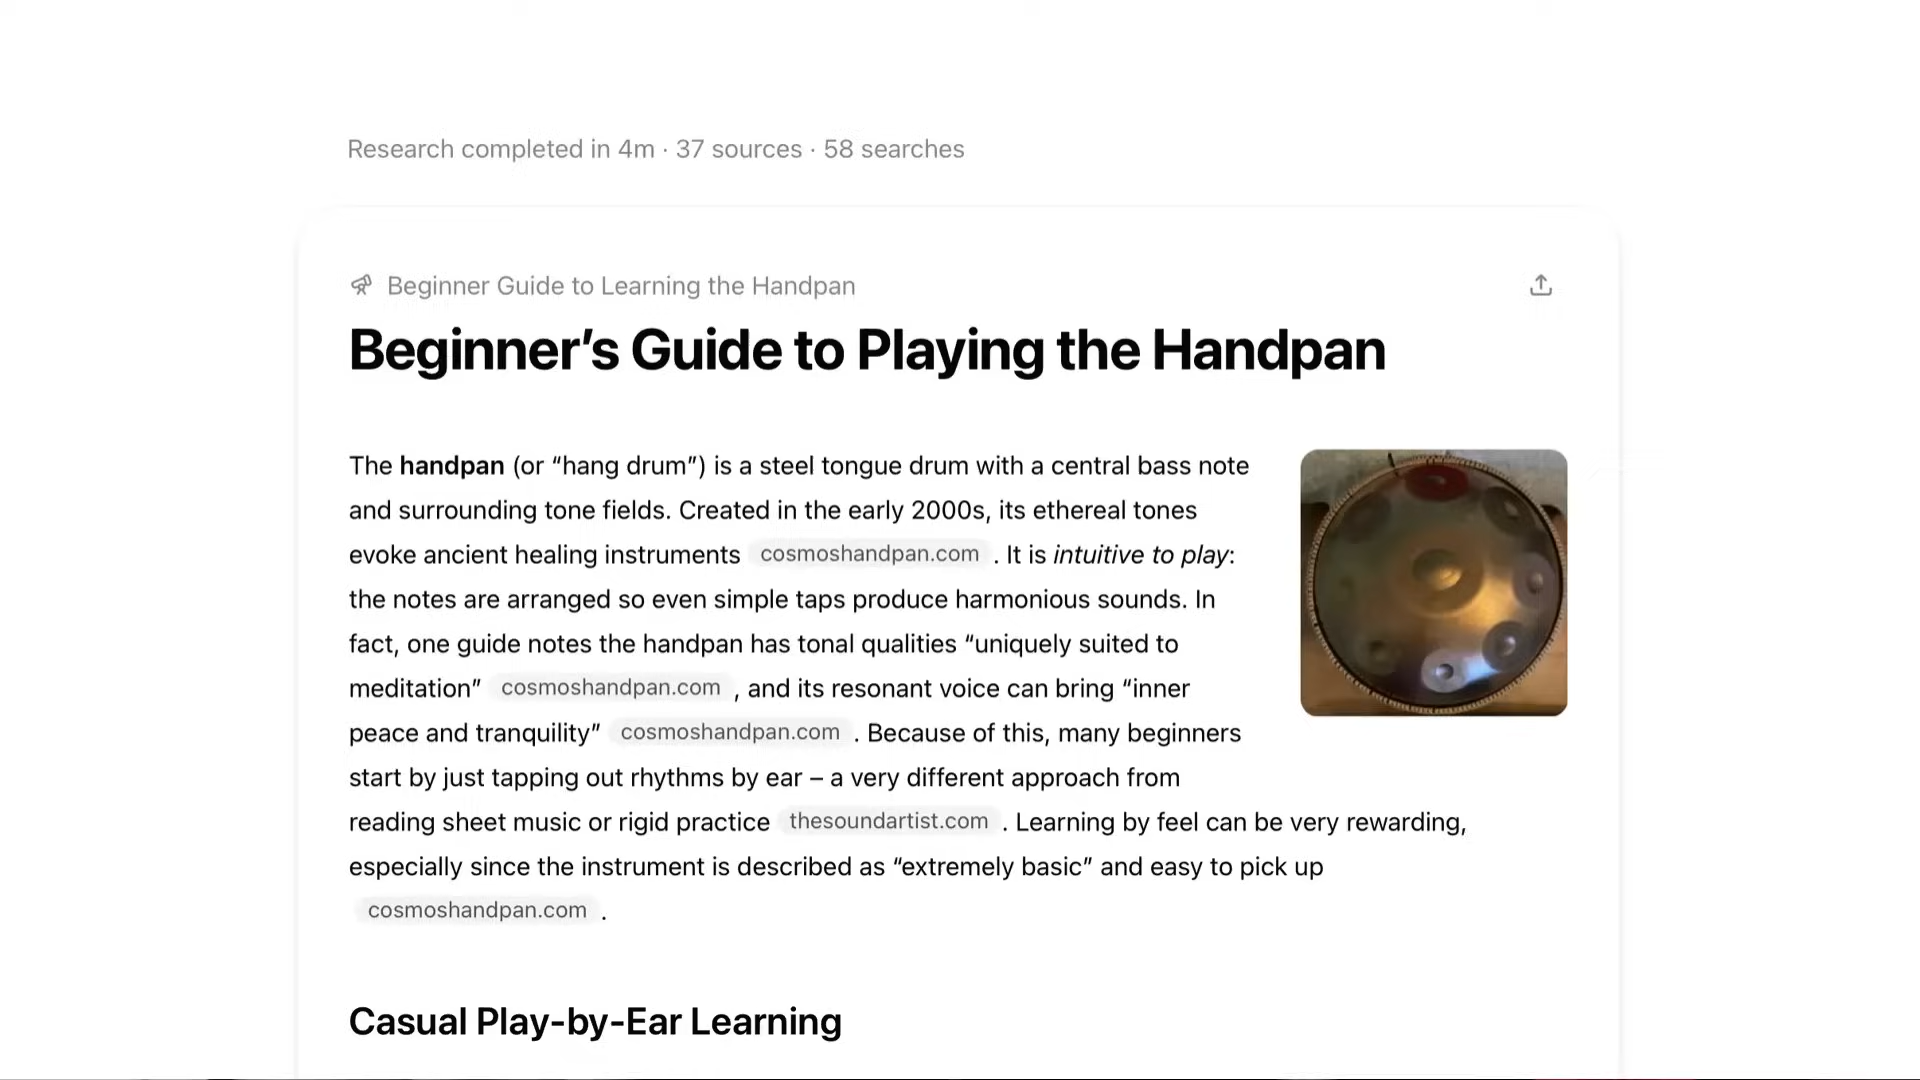 Research completed in 4m · 37 sources · 58 searches
Beginner Guide to Learning the Handpan
Beginner’s Guide to Playing the Handpan
The handpan (or “hang drum”) is a steel tongue drum with a central bass note
and surrounding tone fields. Created in the early 2000s, its ethereal tones
evoke ancient healing instruments cosmoshandpan.com . It is intuitive to play:
the notes are arranged so even simple taps produce harmonious sounds. In
fact, one guide notes the handpan has tonal qualities “uniquely suited to
meditation” cosmoshandpan.com , and its resonant voice can bring “inner
peace and tranquility” cosmoshandpan.com . Because of this, many beginners
start by just tapping out rhythms by ear – a very different approach from
reading sheet music or rigid practice thesoundartist.com . Learning by feel can be very rewarding,
especially since the instrument is described as “extremely basic” and easy to pick up
cosmoshandpan.com .
Casual Play-by-Ear Learning